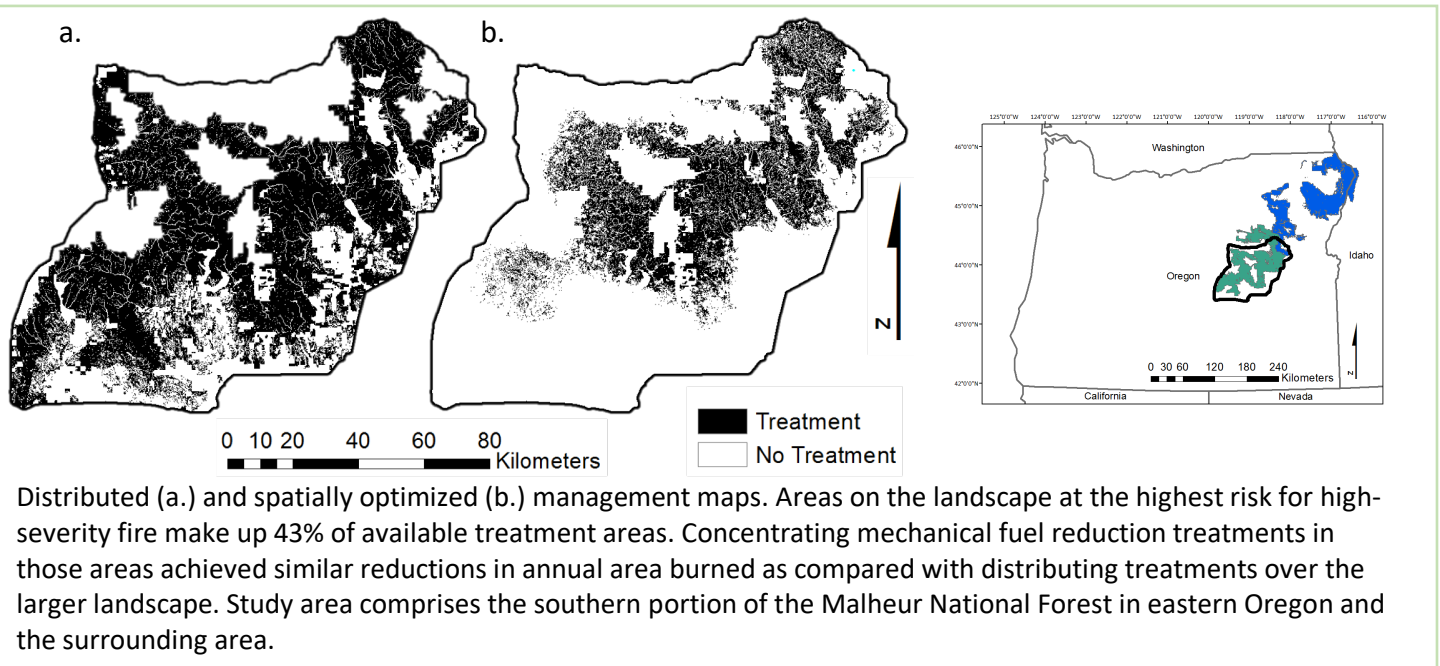 a.
b.
N
0 10 20 40 60 80
Kilometers
Treatment
No Treatment
125°0'0"W 124°0'0"W 123°0'0"W 122°0'0"W 121°0'0"W 120°0'0"W 119°0'0"W 118°0'0"W 117°0'0"W 116°0'0"W
46°0'0"N
45°0'0"N
44°0'0"N
43°0'0"N
42°0'0"N
Washington
Idaho
Oregon
0 30 60 120 180 240
Kilometers
N
California
Nevada
Distributed (a.) and spatially optimized (b.) management maps. Areas on the landscape at the highest risk for high-
severity fire make up 43% of available treatment areas. Concentrating mechanical fuel reduction treatments in
those areas achieved similar reductions in annual area burned as compared with distributing treatments over the
larger landscape. Study area comprises the southern portion of the Malheur National Forest in eastern Oregon and
the surrounding area.